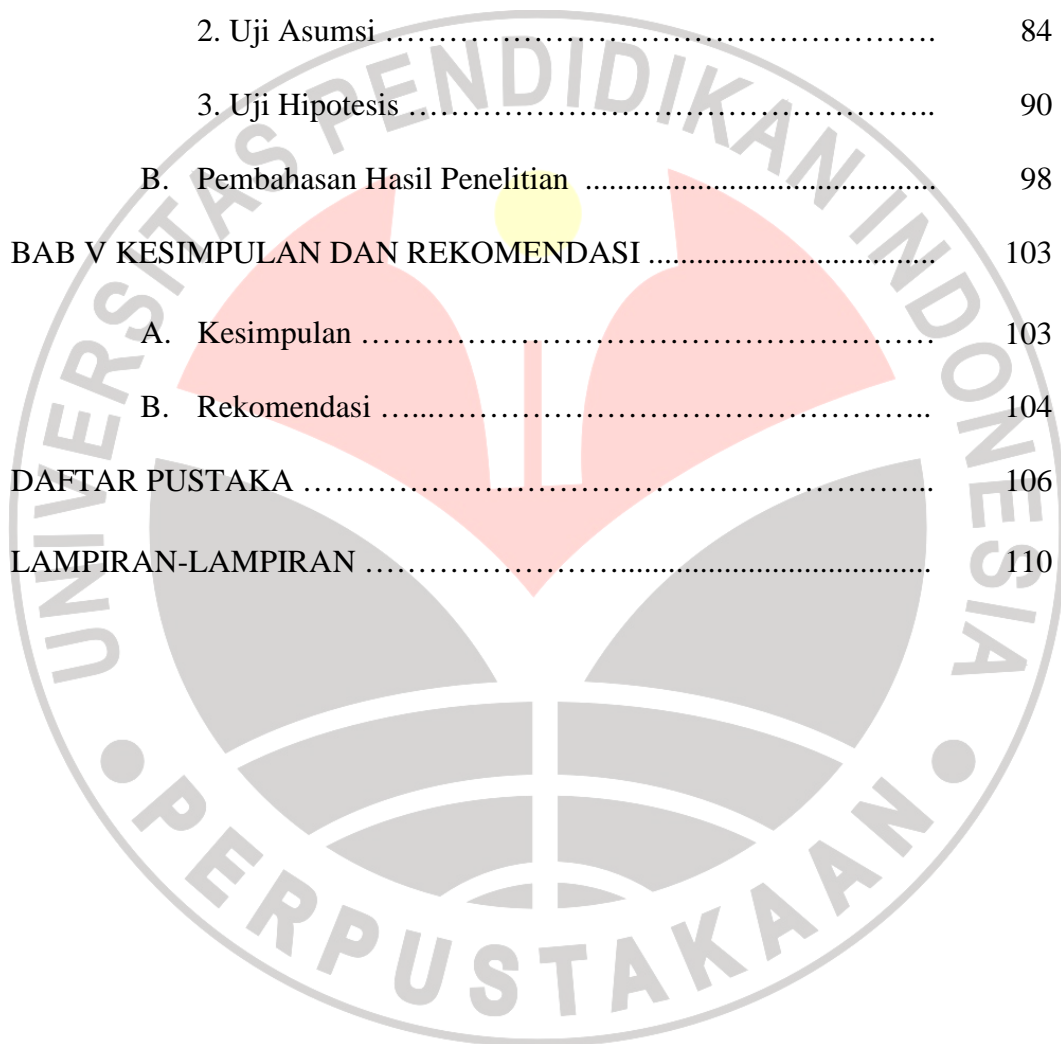 2. Uji Asumsi ………………………………………………. 84
3. Uji Hipotesis …………………………………………….. 90
B. Pembahasan Hasil Penelitian ...................................... 98
BAB V KESIMPULAN DAN REKOMENDASI .................................. 103
A. Kesimpulan ………………………………………………… 103
B. Rekomendasi …...……………………………………….. 104
DAFTAR PUSTAKA ……………………………………………………... 106
LAMPIRAN-LAMPIRAN ……………………..................................... 110
UNIVERSITAS PENDIDIKAN INDONESIA
PERPUSTAKAAN